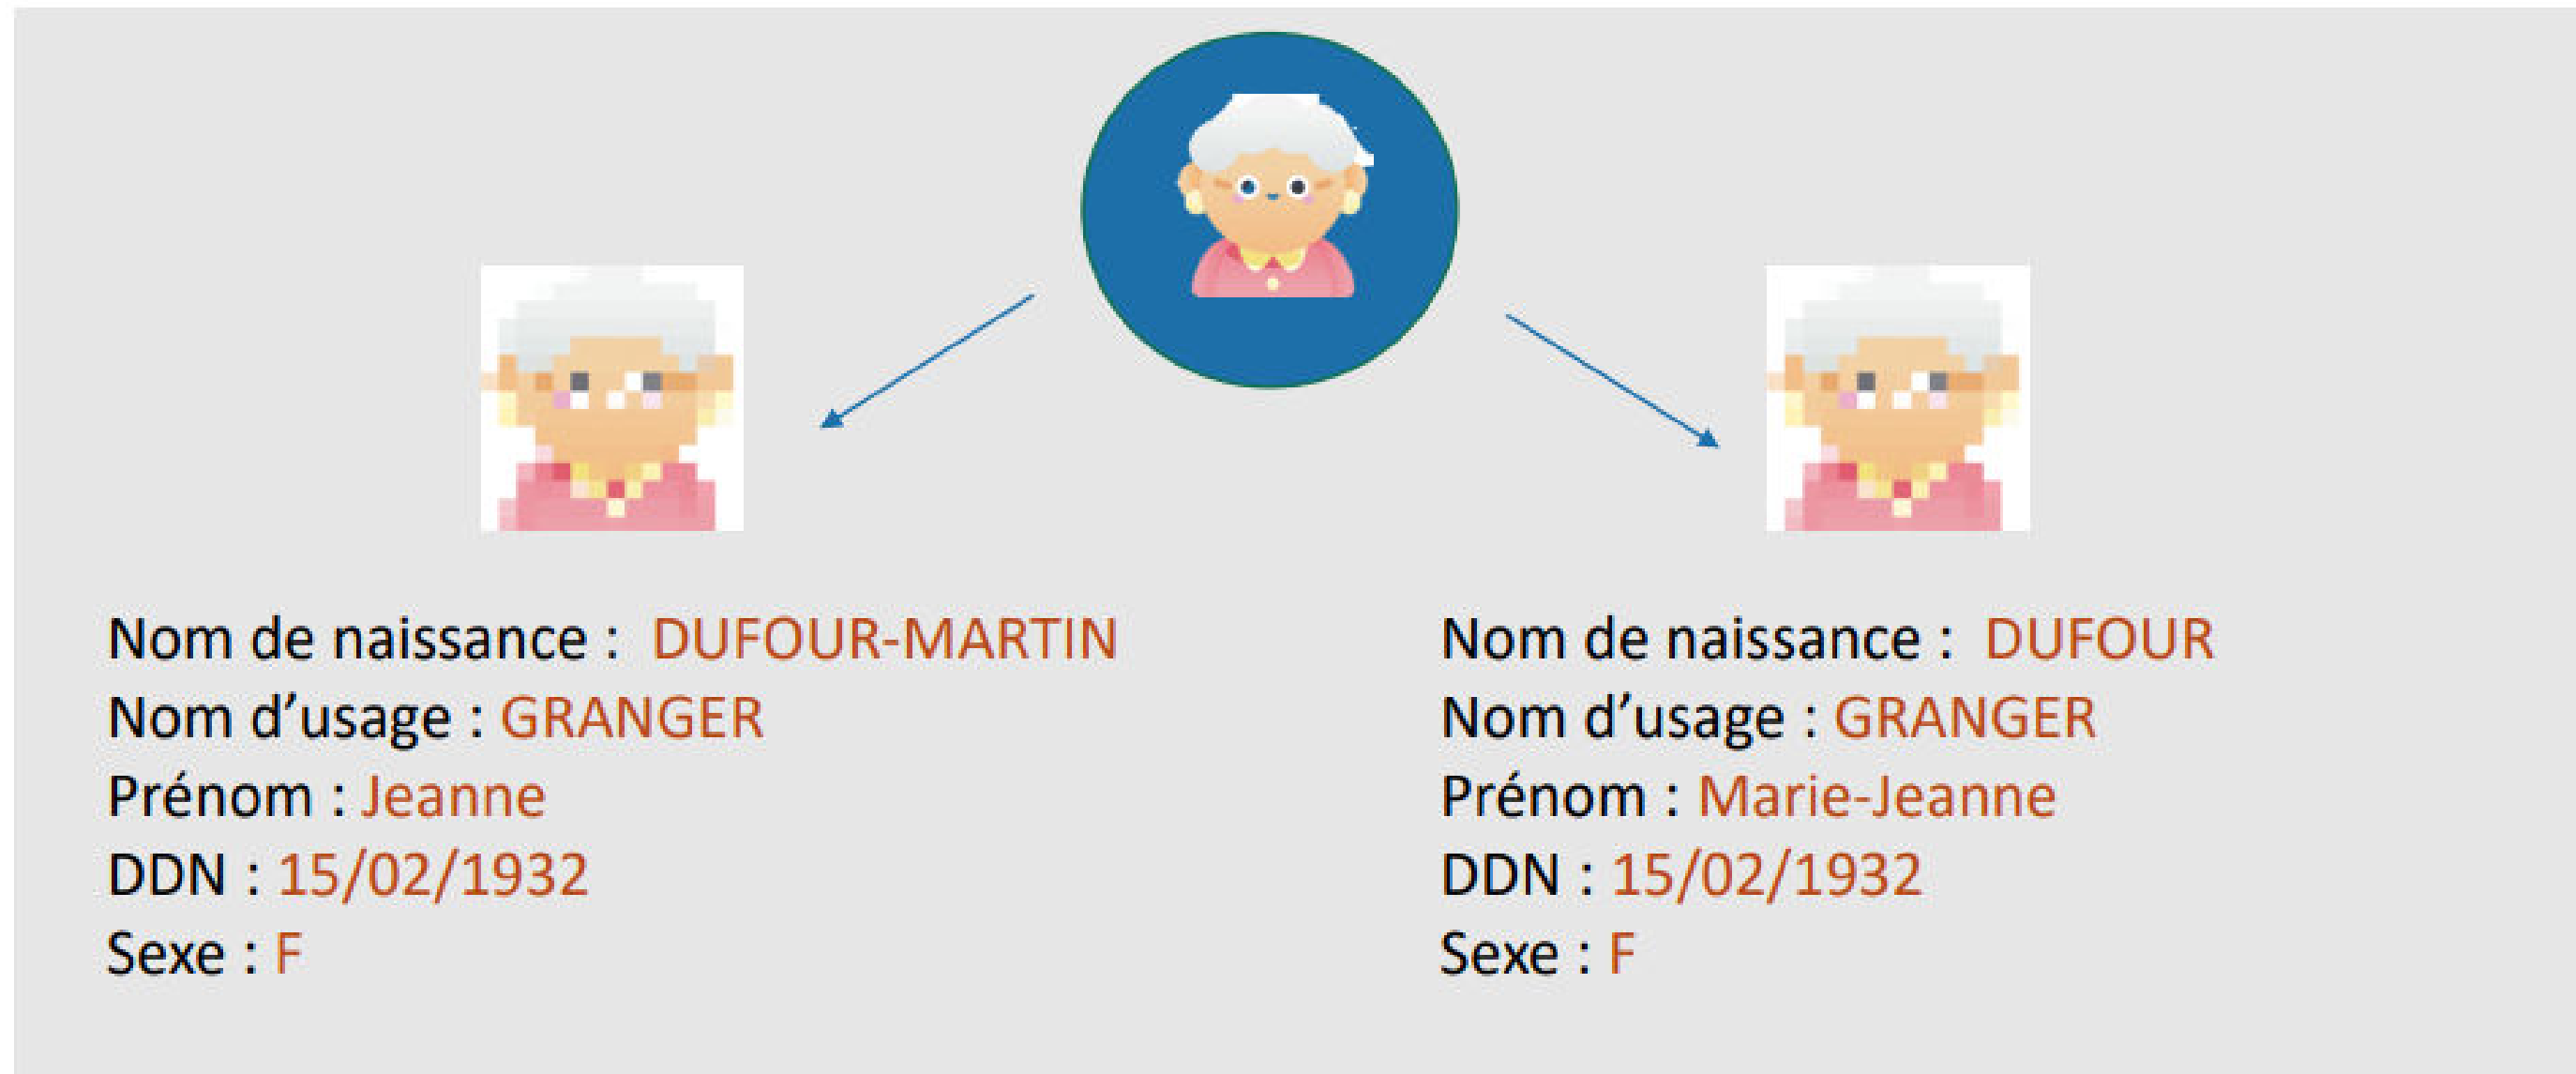 Nom de naissance : DUFOUR-MARTIN
Nom d’usage : GRANGER
Prénom : Jeanne
DDN : 15/02/1932
Sexe : F
Nom de naissance : DUFOUR
Nom d’usage : GRANGER
Prénom : Marie-Jeanne
DDN : 15/02/1932
Sexe : F